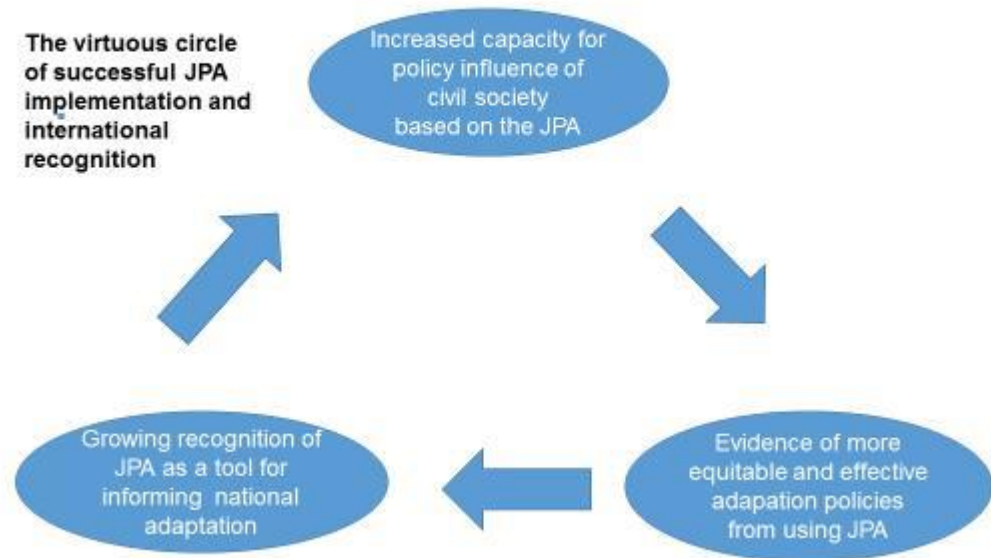 The virtuous circle
of successful JPA
implementation and
international
recognition
Increased capacity for
policy influence of
civil society
based on the JPA
Evidence of more
equitable and effective
adapation policies
from using JPA
Growing recognition of
JPA as a tool for
informing national
adaptation